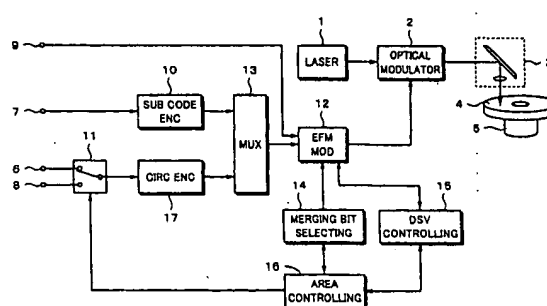 9
1
LASER
2
OPTICAL
MODULATOR
3
4
5
10
SUB CODE
ENC
13
MUX
12
EFM
MOD
7
6
8
11
CIRC ENC
17
14
MERGING BIT
SELECTING
15
DSV
CONTROLLING
16
AREA
CONTROLLING